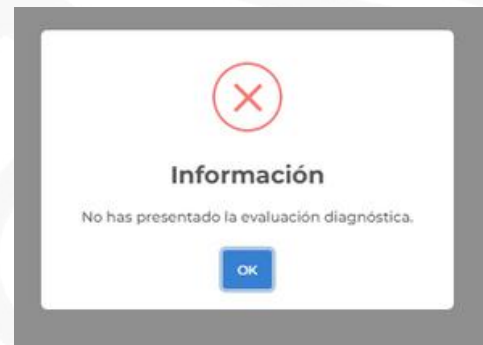 Información
No has presentado la evaluación diagnóstica.
OK